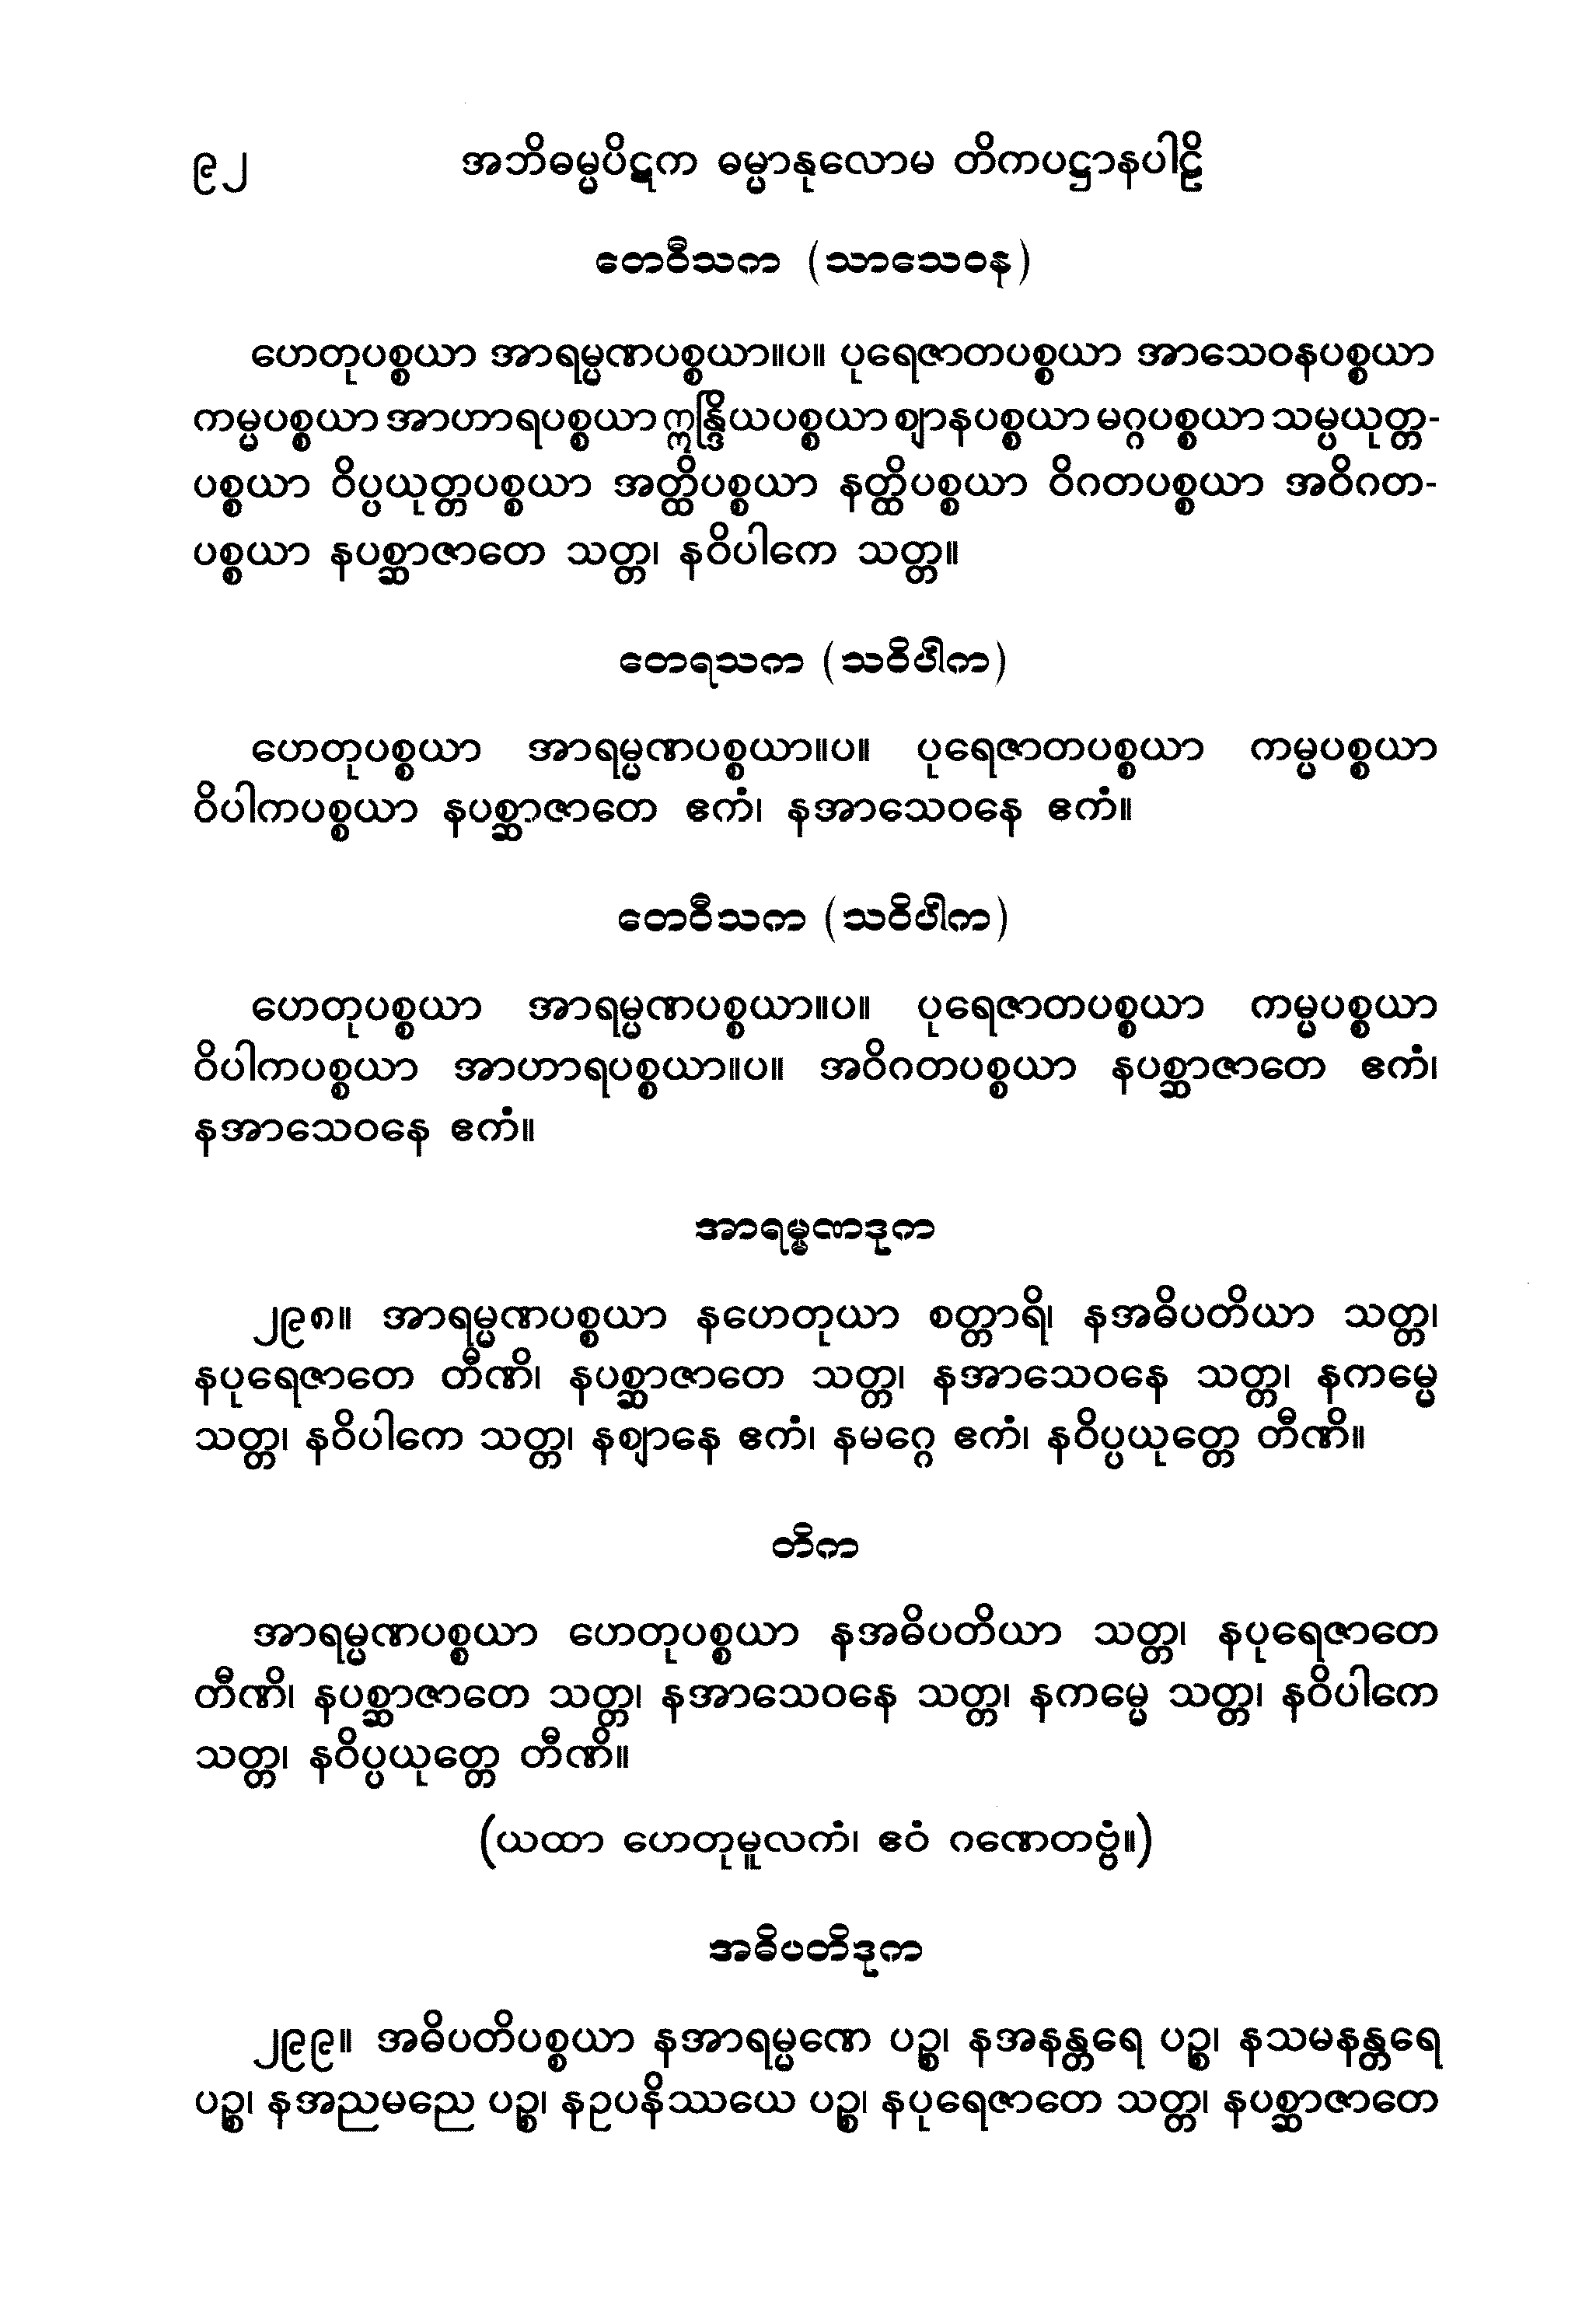 ၉၂ အဘိဓမ္မပိဋက ဓမ္မာနုလောမ တိကပဋ္ဌာနပါဠိ
တေဝီသက (သာသေဝန)
ဟေတုပစ္စယာ အာရမ္မဏပစ္စယာ။ပ။ ပုရေဇာတပစ္စယာ အာသေဝနပစ္စယာ
ကမ္မပစ္စယာ အာဟာရပစ္စယာ ဣန္ဒြိယပစ္စယာ ဈာနပစ္စယာ မဂ္ဂပစ္စယာ သမ္ပယုတ္တ-
ပစ္စယာ ဝိပ္ပယုတ္တပစ္စယာ အတ္ထိပစ္စယာ နတ္ထိပစ္စယာ ဝိဂတပစ္စယာ အဝိဂတ-
ပစ္စယာ နပစ္ဆာဇာတေ သတ္တ၊ နဝိပါကေ သတ္တ။
တေရသက (သဝိပါက)
ဟေတုပစ္စယာ အာရမ္မဏပစ္စယာ။ပ။ ပုရေဇာတပစ္စယာ ကမ္မပစ္စယာ
ဝိပါကပစ္စယာ နပစ္ဆာဇာတေ ဧကံ၊ နအာသေဝနေ ဧကံ။
တေဝီသက (သဝိပါက)
ဟေတုပစ္စယာ အာရမ္မဏပစ္စယာ။ပ။ ပုရေဇာတပစ္စယာ ကမ္မပစ္စယာ
ဝိပါကပစ္စယာ အာဟာရပစ္စယာ။ပ။ အဝိဂတပစ္စယာ နပစ္ဆာဇာတေ ဧကံ၊
နအာသေဝနေ ဧကံ။
အာရမ္မဏဒုက
၂၉၈။ အာရမ္မဏပစ္စယာ နဟေတုယာ စတ္တာရိ၊ နအဓိပတိယာ သတ္တ၊
နပုရေဇာတေ တီဏိ၊ နပစ္ဆာဇာတေ သတ္တ၊ နအာသေဝနေ သတ္တ၊ နကမ္မေ
သတ္တ၊ နဝိပါကေ သတ္တ၊ နဈာနေ ဧကံ၊ နမဂ္ဂေ ဧကံ၊ နဝိပ္ပယုတ္တေ တီဏိ။
တိက
အာရမ္မဏပစ္စယာ ဟေတုပစ္စယာ နအဓိပတိယာ သတ္တ၊ နပုရေဇာတေ
တီဏိ၊ နပစ္ဆာဇာတေ သတ္တ၊ နအာသေဝနေ သတ္တ၊ နကမ္မေ သတ္တ၊ နဝိပါကေ
သတ္တ၊ နဝိပ္ပယုတ္တေ တီဏိ။
(ယထာ ဟေတုမူလကံ၊ ဧဝံ ဂဏေတဗ္ဗံ။)
အဓိပတိဒုက
၂၉၉။ အဓိပတိပစ္စယာ နအာရမ္မဏေ ပဉ္စ၊ နအနန္တရေ ပဉ္စ၊ နသမနန္တရေ
ပဉ္စ၊ နအညမညေ ပဉ္စ၊ နဥပနိဿယေ ပဉ္စ၊ နပုရေဇာတေ သတ္တ၊ နပစ္ဆာဇာတေ